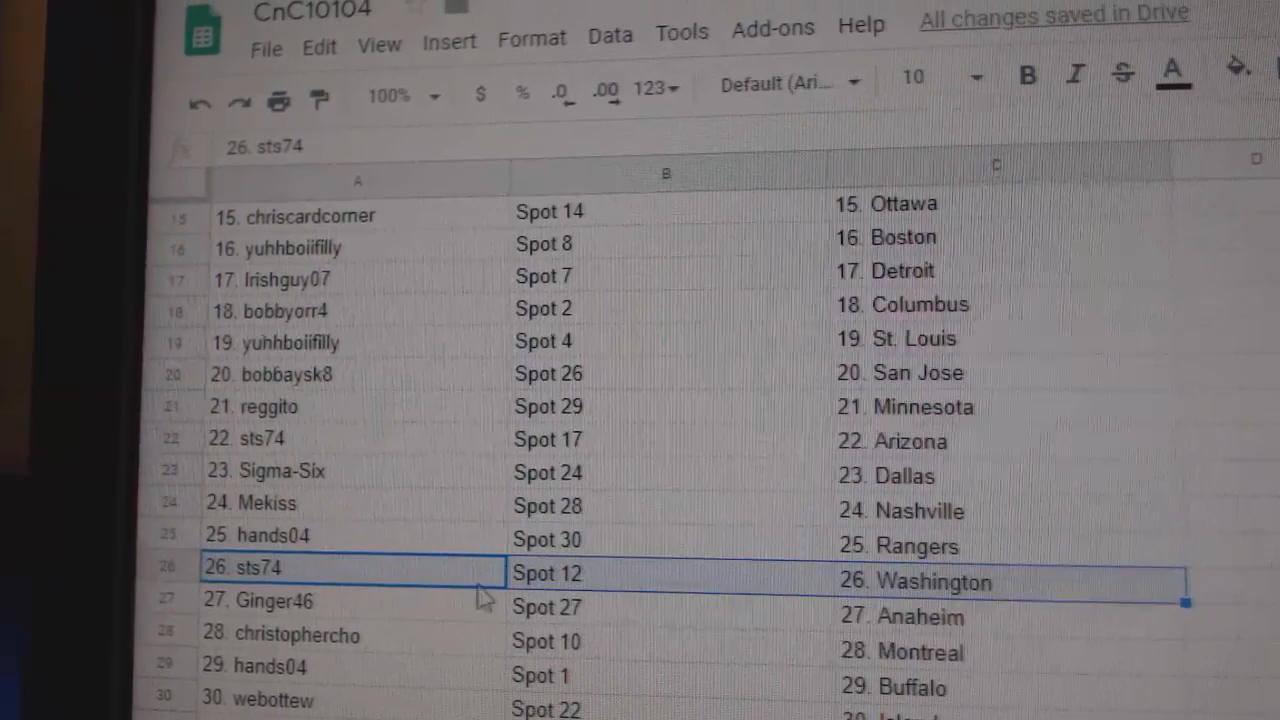 CnC10104
File Edit View Insert Format Data Tools Add-ons Help All changes saved in Drive
100% $ % .0 .00 123 Default (Ari... 10 B I S A
fx 26. sts74
A B C D
15 15. chriscardcorner Spot 14 15. Ottawa
16 16. yuhhboiifilly Spot 8 16. Boston
17 17. Irishguy07 Spot 7 17. Detroit
18 18. bobbyorr4 Spot 2 18. Columbus
19 19. yuhhboiifilly Spot 4 19. St. Louis
20 20. bobbaysk8 Spot 26 20. San Jose
21 21. reggito Spot 29 21. Minnesota
22 22. sts74 Spot 17 22. Arizona
23 23. Sigma-Six Spot 24 23. Dallas
24 24. Mekiss Spot 28 24. Nashville
25 25. hands04 Spot 30 25. Rangers
26 26. sts74 Spot 12 26. Washington
27 27. Ginger46 Spot 27 27. Anaheim
28 28. christophercho Spot 10 28. Montreal
29 29. hands04 Spot 1 29. Buffalo
30 30. webottew Spot 22